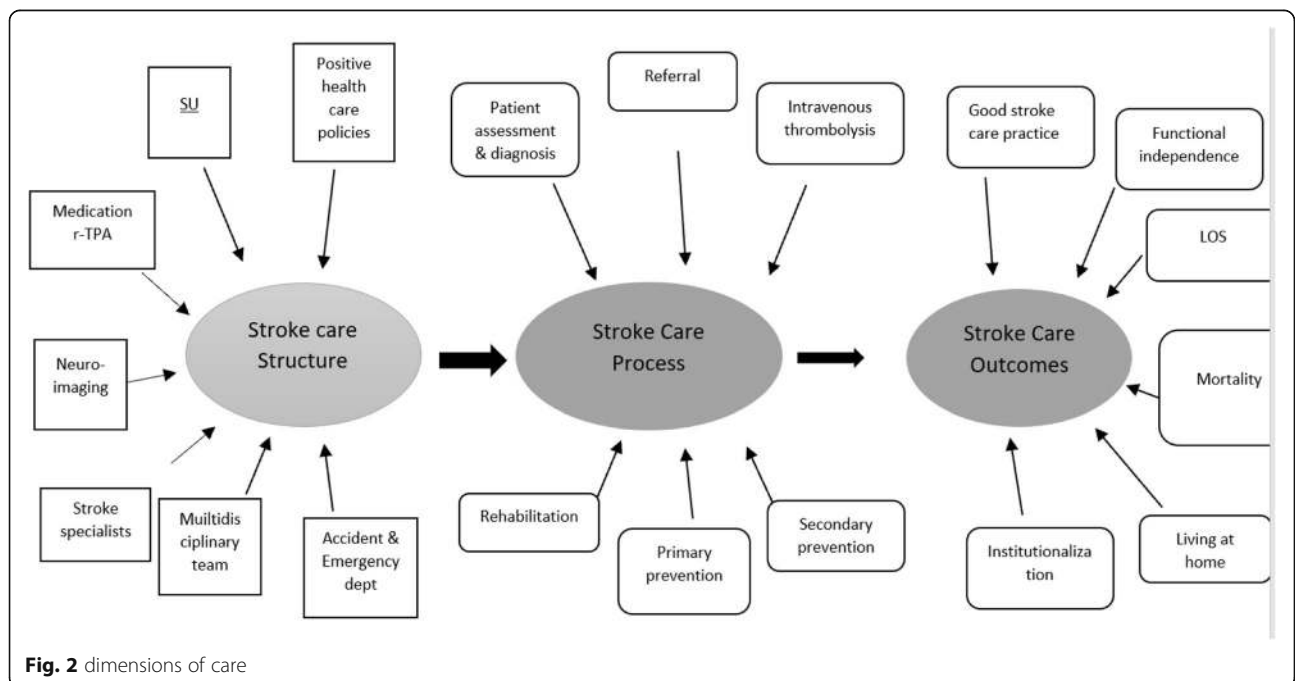 SU
Positive
health
care
policies
Medication
r-TPA
Neuro-
imaging
Stroke
specialists
Muiltidis
ciplinary
team
Accident &
Emergency
dept
Stroke care
Structure
Patient
assessment
& diagnosis
Referral
Intravenous
thrombolysis
Stroke Care
Process
Rehabilitation
Primary
prevention
Secondary
prevention
Good stroke
care practice
Functional
independence
LOS
Mortality
Stroke Care
Outcomes
Institutionaliza
tion
Living at
home
Fig. 2 dimensions of care